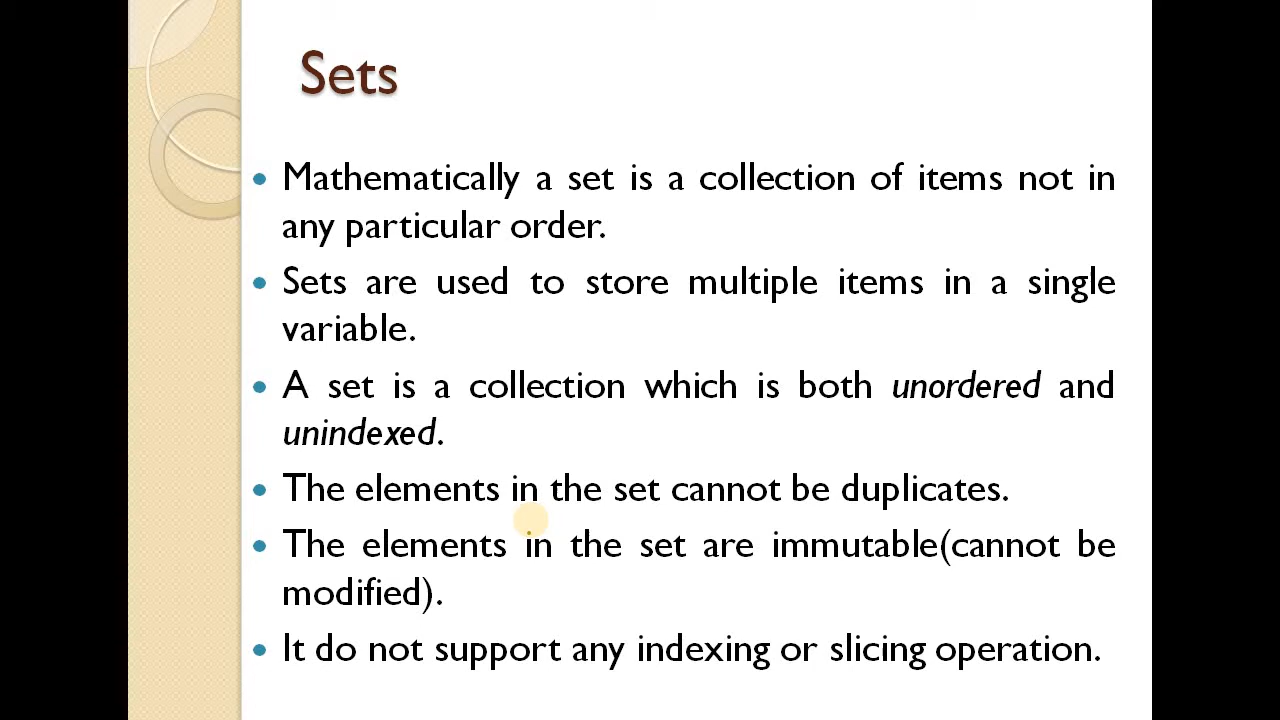 Sets
Mathematically a set is a collection of items not in
any particular order.
Sets are used to store multiple items in a single
variable.
A set is a collection which is both unordered and
unindexed.
The elements in the set cannot be duplicates.
The elements in the set are immutable(cannot be
modified).
It do not support any indexing or slicing operation.